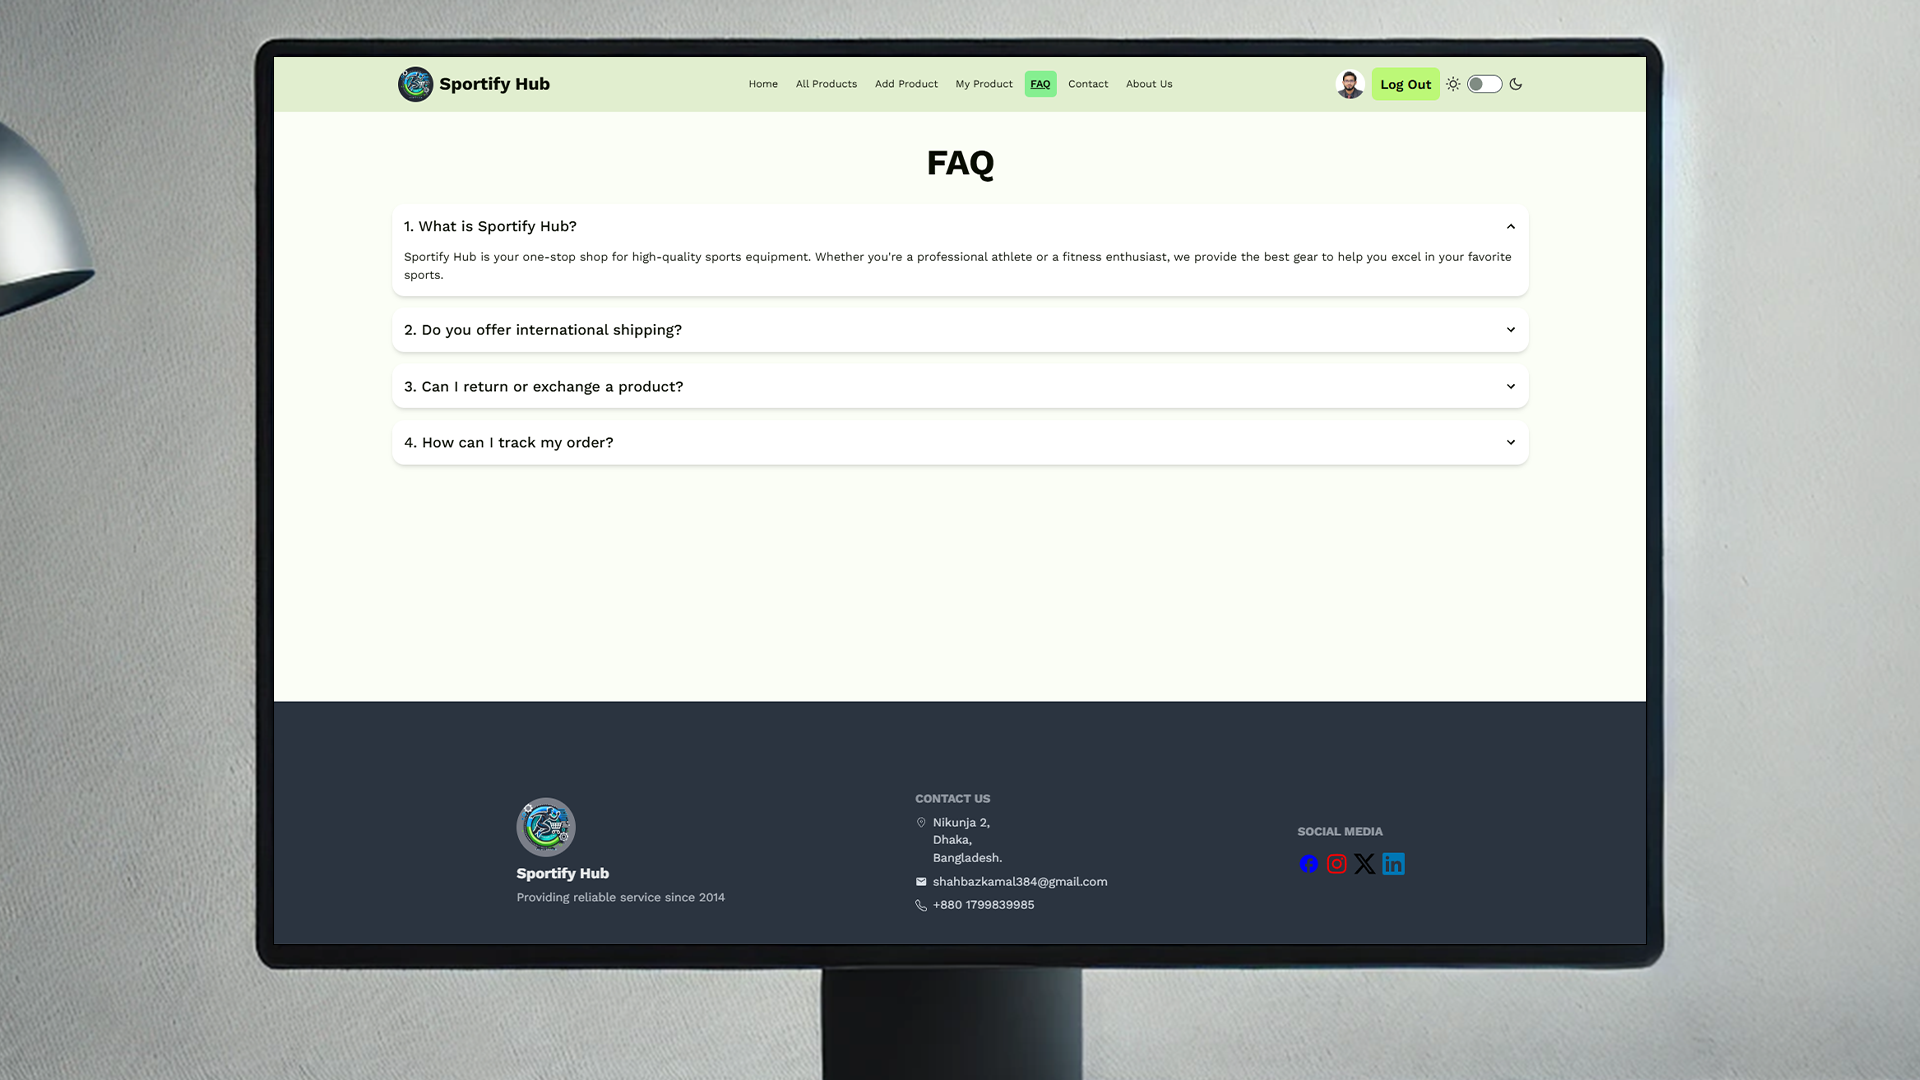 Sportify Hub
Home All Products Add Product My Product FAQ Contact About Us
Log Out
FAQ
1. What is Sportify Hub?
Sportify Hub is your one-stop shop for high-quality sports equipment. Whether you're a professional athlete or a fitness enthusiast, we provide the best gear to help you excel in your favorite
sports.
2. Do you offer international shipping?
3. Can I return or exchange a product?
4. How can I track my order?
Sportify Hub
Providing reliable service since 2014
CONTACT US
Nikunja 2,
Dhaka,
Bangladesh.
shahbazkamal384@gmail.com
+880 1799839985
SOCIAL MEDIA